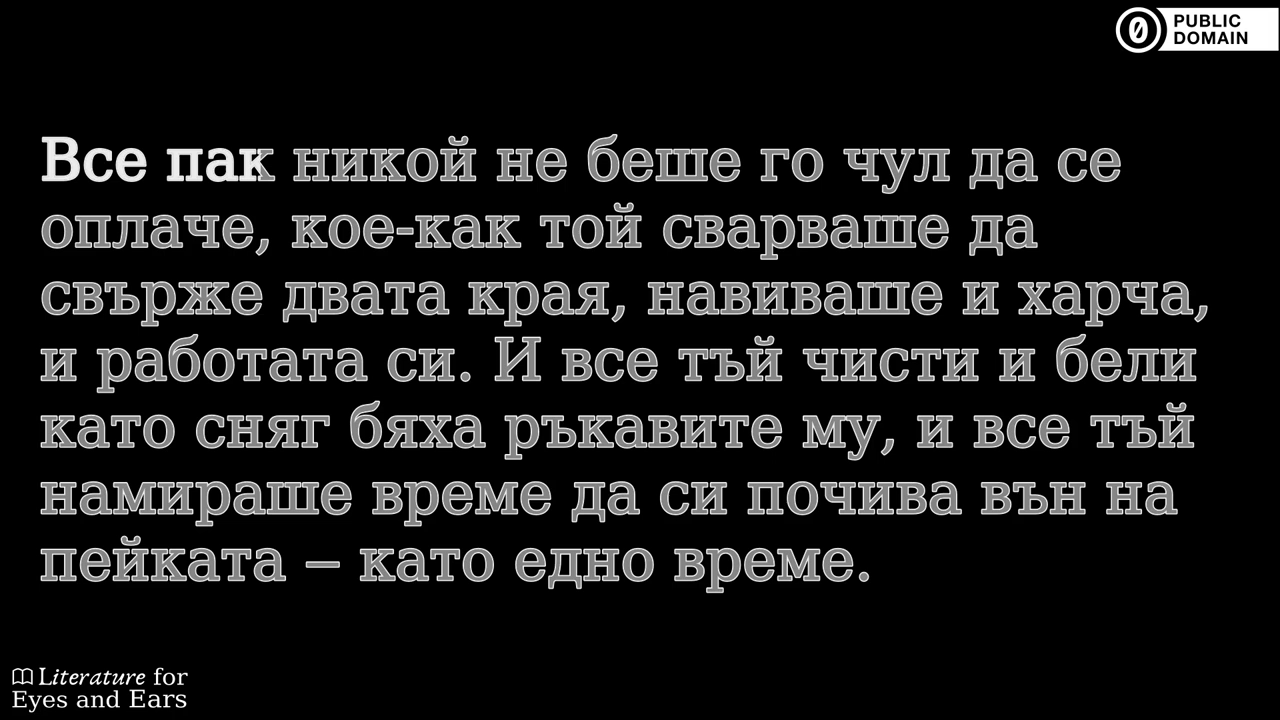 PUBLIC
DOMAIN
Все пак никой не беше го чул да се
оплаче, кое-как той сварваше да
свърже двата края, навиваше и харча,
и работата си. И все тъй чисти и бели
като сняг бяха ръкавите му, и все тъй
намираше време да си почива вън на
пейката – като едно време.
Literature for
Eyes and Ears